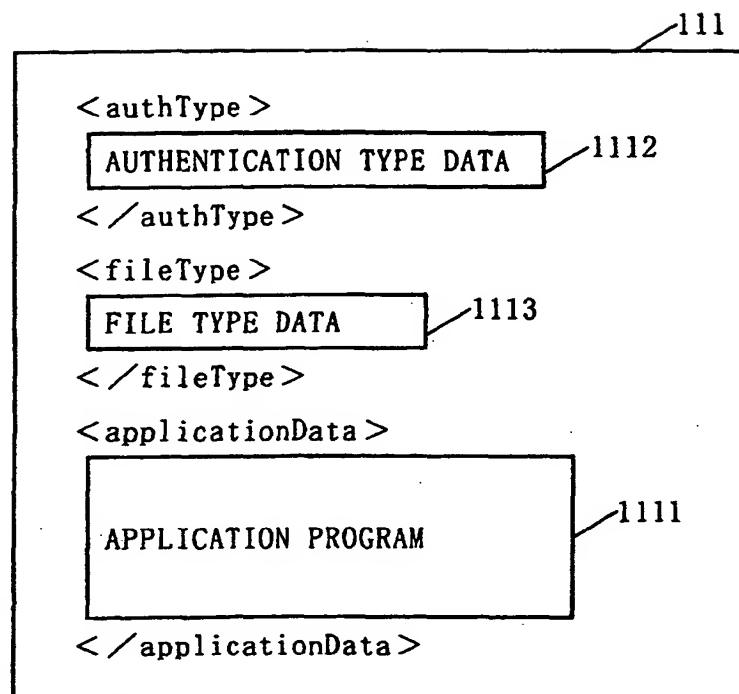 111
<authType>
AUTHENTICATION TYPE DATA 1112
</authType>
<fileType>
FILE TYPE DATA 1113
</fileType>
<applicationData>
APPLICATION PROGRAM 1111
</applicationData>